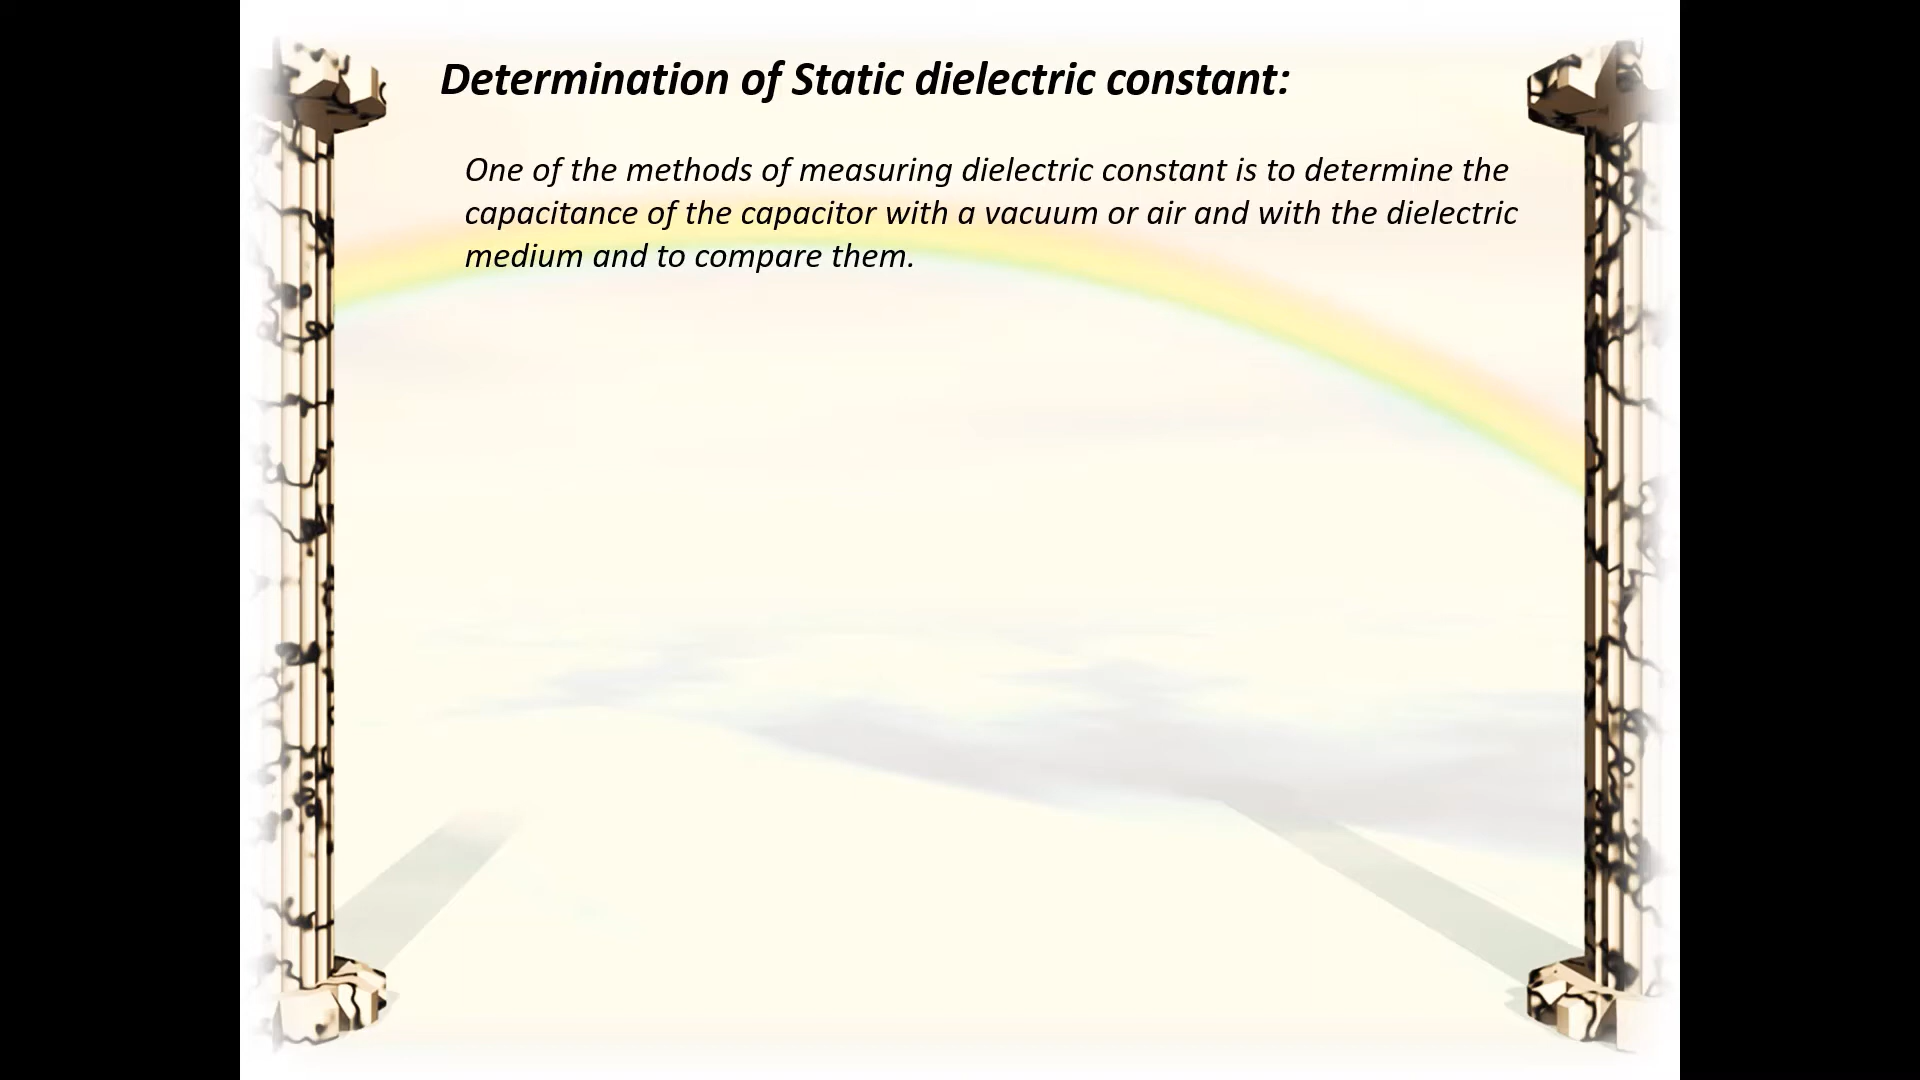 Determination of Static dielectric constant:
One of the methods of measuring dielectric constant is to determine the
capacitance of the capacitor with a vacuum or air and with the dielectric
medium and to compare them.